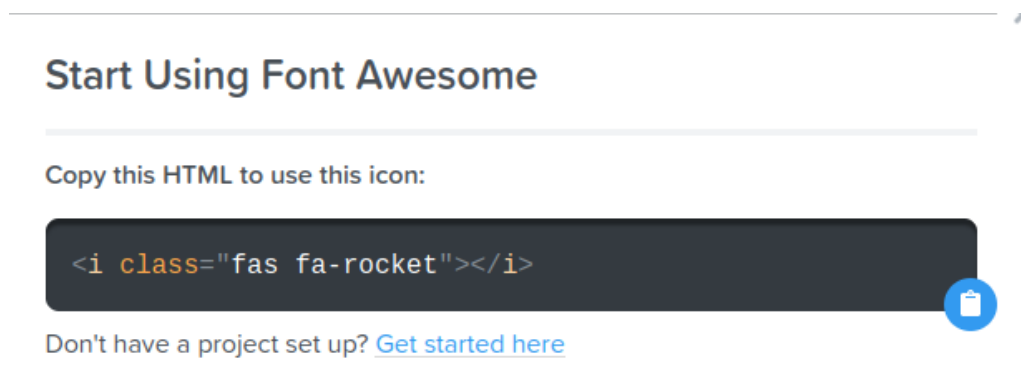 Start Using Font Awesome
Copy this HTML to use this icon:
<i class="fas fa-rocket"></i>
Don't have a project set up? Get started here